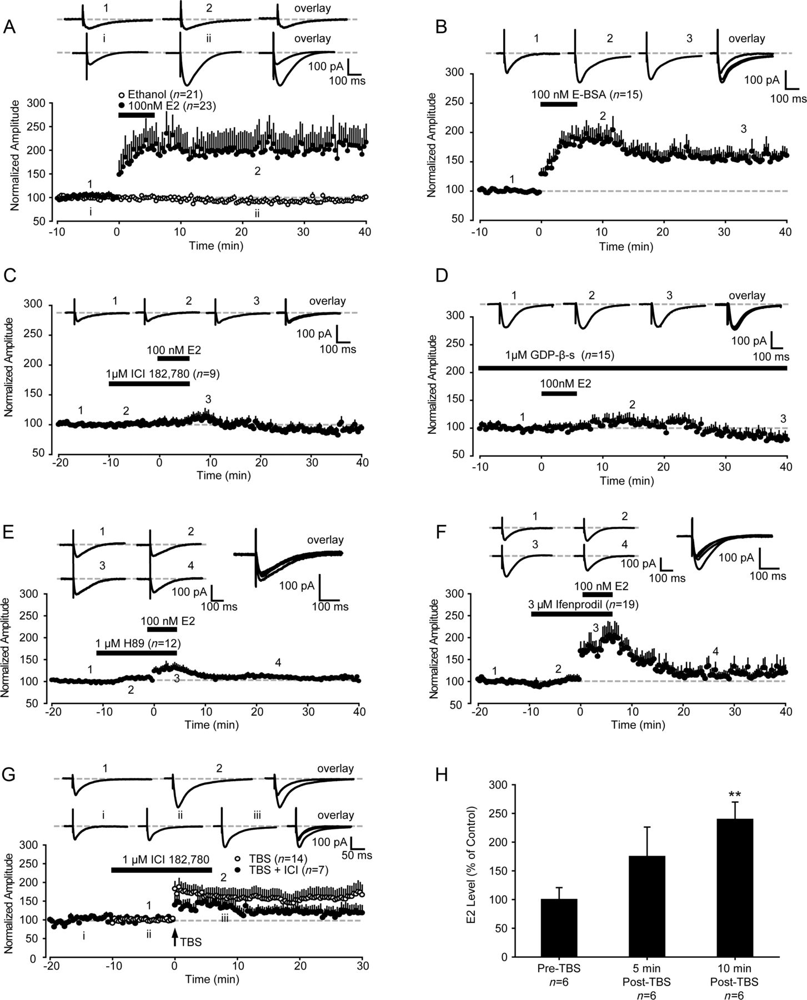 A
1
2
overlay
i
ii
overlay
100 pA
100 ms
Ethanol (n=21)
100nM E2 (n=23)
300
250
200
150
100
50
Normalized Amplitude
1
2
i
ii
-10
0
10
20
30
40
Time (min)
B
1
2
3
overlay
100 pA
100 ms
100 nM E-BSA (n=15)
300
250
200
150
100
50
Normalized Amplitude
1
2
3
-10
0
10
20
30
40
Time (min)
C
1
2
3
overlay
100 pA
100 ms
100 nM E2
1µM ICI 182,780 (n=9)
300
250
200
150
100
50
Normalized Amplitude
1
2
3
-20
-10
0
10
20
30
40
Time (min)
D
1
2
3
overlay
100 pA
100 ms
1µM GDP-β-s (n=15)
100nM E2
300
250
200
150
100
50
Normalized Amplitude
1
2
3
-10
0
10
20
30
40
Time (min)
E
1
2
3
4
overlay
100 pA
100 ms
100 pA
100 ms
100 nM E2
1 µM H89 (n=12)
300
250
200
150
100
50
Normalized Amplitude
1
2
3
4
-20
-10
0
10
20
30
40
Time (min)
F
1
2
3
4
100 pA
100 ms
100 pA
100 ms
100 nM E2
3 µM Ifenprodil (n=19)
300
250
200
150
100
50
Normalized Amplitude
1
2
3
4
-20
-10
0
10
20
30
40
Time (min)
G
1
2
overlay
i
ii
iii
overlay
100 pA
50 ms
1 µM ICI 182,780
TBS (n=14)
TBS + ICI (n=7)
300
250
200
150
100
50
0
Normalized Amplitude
1
2
i
ii
iii
TBS
-20
-10
0
10
20
30
Time (min)
H
300
250
200
150
100
50
0
E2 Level (% of Control)
**
Pre-TBS
n=6
5 min
Post-TBS
n=6
10 min
Post-TBS
n=6